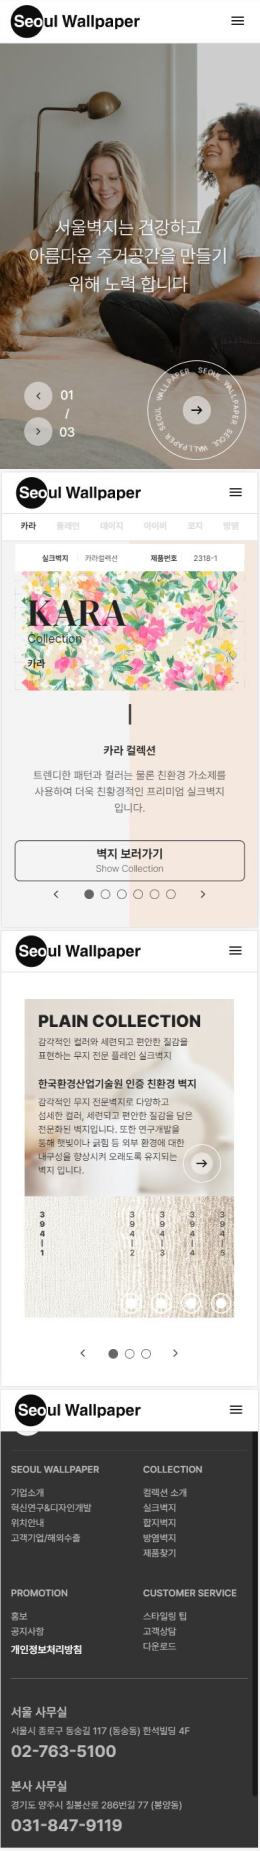 Seoul Wallpaper
서울벽지는 건강하고
아름다운 주거공간을 만들기
위해 노력 합니다
01
/
03
SEOUL WALLPAPER SEOUL WALLPAPER SEOUL WALLPAPER
Seoul Wallpaper
카라 플레인 데이지 아이비 코지 방염
실크벽지 카라컬렉션 제품번호 2318-1
KARA
Collection
카라
카라 컬렉션
트렌디한 패턴과 컬러는 물론 친환경 가소제를
사용하여 더욱 친황경적인 프리미엄 실크벽지
입니다.
벽지 보러가기
Show Collection
Seoul Wallpaper
PLAIN COLLECTION
감각적인 컬러와 세련되고 편안한 질감을
표현하는 무지 전문 플레인 실크벽지
한국환경산업기술원 인증 친환경 벽지
감각적인 무지 전문벽지로 다양하고
섬세한 컬러, 세련되고 편안한 질감을 담은
전문화된 벽지입니다. 또한 연구개발을
통해 햇빛이나 긁힘 등 외부 환경에 대한
내구성을 향상시켜 오래도록 유지되는
벽지 입니다.
394-1
394-2
394-3
394-4
394-5
Seoul Wallpaper
SEOUL WALLPAPER
기업소개
혁신연구&디자인개발
위치안내
고객기업/해외수출
COLLECTION
컬렉션 소개
실크벽지
합지벽지
방염벽지
제품찾기
PROMOTION
홍보
공지사항
개인정보처리방침
CUSTOMER SERVICE
스타일링 팁
고객상담
다운로드
서울 사무실
서울시 종로구 동숭길 117 (동숭동) 한석빌딩 4F
02-763-5100
본사 사무실
경기도 양주시 칠봉산로 286번길 77 (봉양동)
031-847-9119